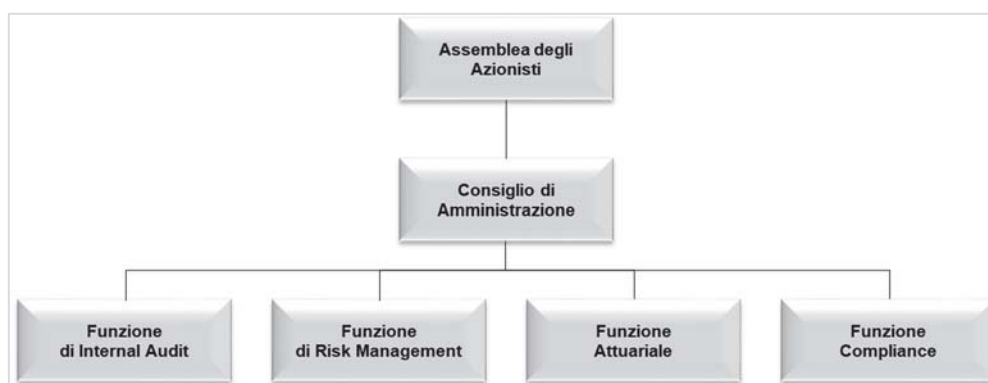 Assemblea degli
Azionisti
Consiglio di
Amministrazione
Funzione
di Internal Audit
Funzione
di Risk Management
Funzione
Attuariale
Funzione
Compliance